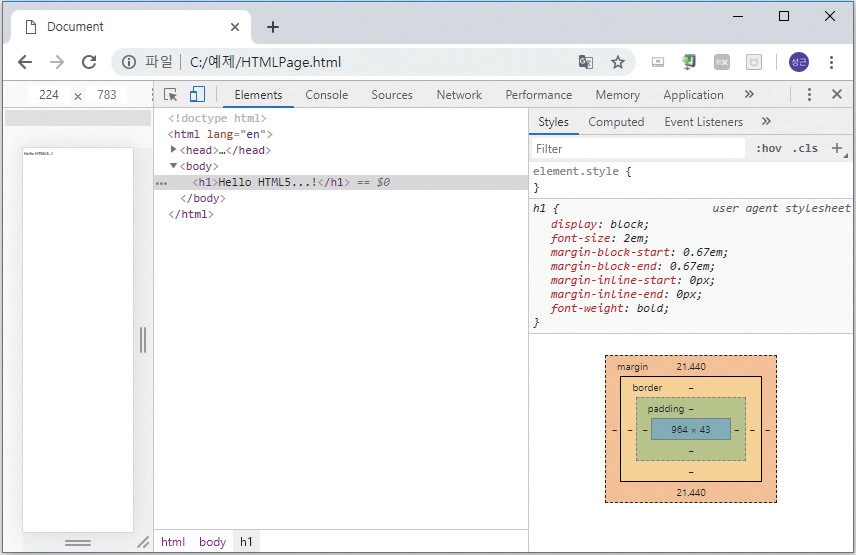 Document
파일 | C:/예제/HTMLPage.html
성근
224 × 783
Elements Console Sources Network Performance Memory Application »
Hello HTML5...!
<!doctype html>
<html lang="en">
▶<head>…</head>
▼<body>
••• <h1>Hello HTML5...!</h1> == $0
</body>
</html>
html body h1
Styles Computed Event Listeners »
Filter :hov .cls +
element.style {
}
h1 { user agent stylesheet
display: block;
font-size: 2em;
margin-block-start: 0.67em;
margin-block-end: 0.67em;
margin-inline-start: 0px;
margin-inline-end: 0px;
font-weight: bold;
}
margin 21.440
border –
padding –
– – – 964 × 43 – – –
–
–
21.440